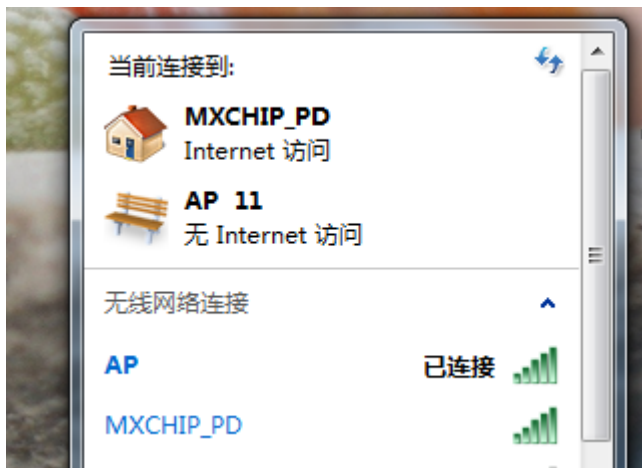 当前连接到:
MXCHIP_PD
Internet 访问
AP 11
无 Internet 访问
无线网络连接
AP 已连接
MXCHIP_PD